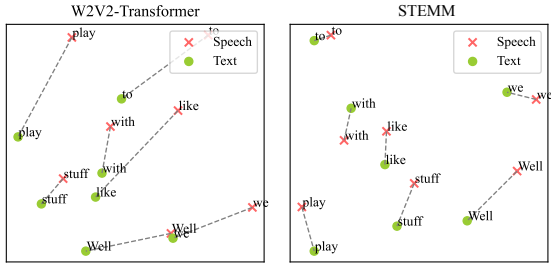 W2V2-Transformer
play
to
Speech
Text
to
like
with
play
with
stuff
like
stuff
we
Well
we
Well
STEMM
to
to
Speech
Text
we
we
with
like
with
like
Well
stuff
play
Well
stuff
play